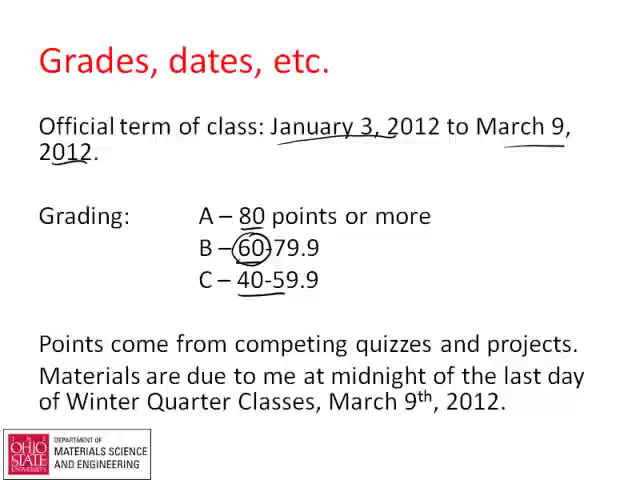 Grades, dates, etc.
Official term of class: January 3, 2012 to March 9,
2012.
Grading: A – 80 points or more
B – 60-79.9
C – 40-59.9
Points come from competing quizzes and projects.
Materials are due to me at midnight of the last day
of Winter Quarter Classes, March 9th, 2012.
THE
OHIO
STATE
UNIVERSITY
DEPARTMENT OF
MATERIALS SCIENCE
AND ENGINEERING